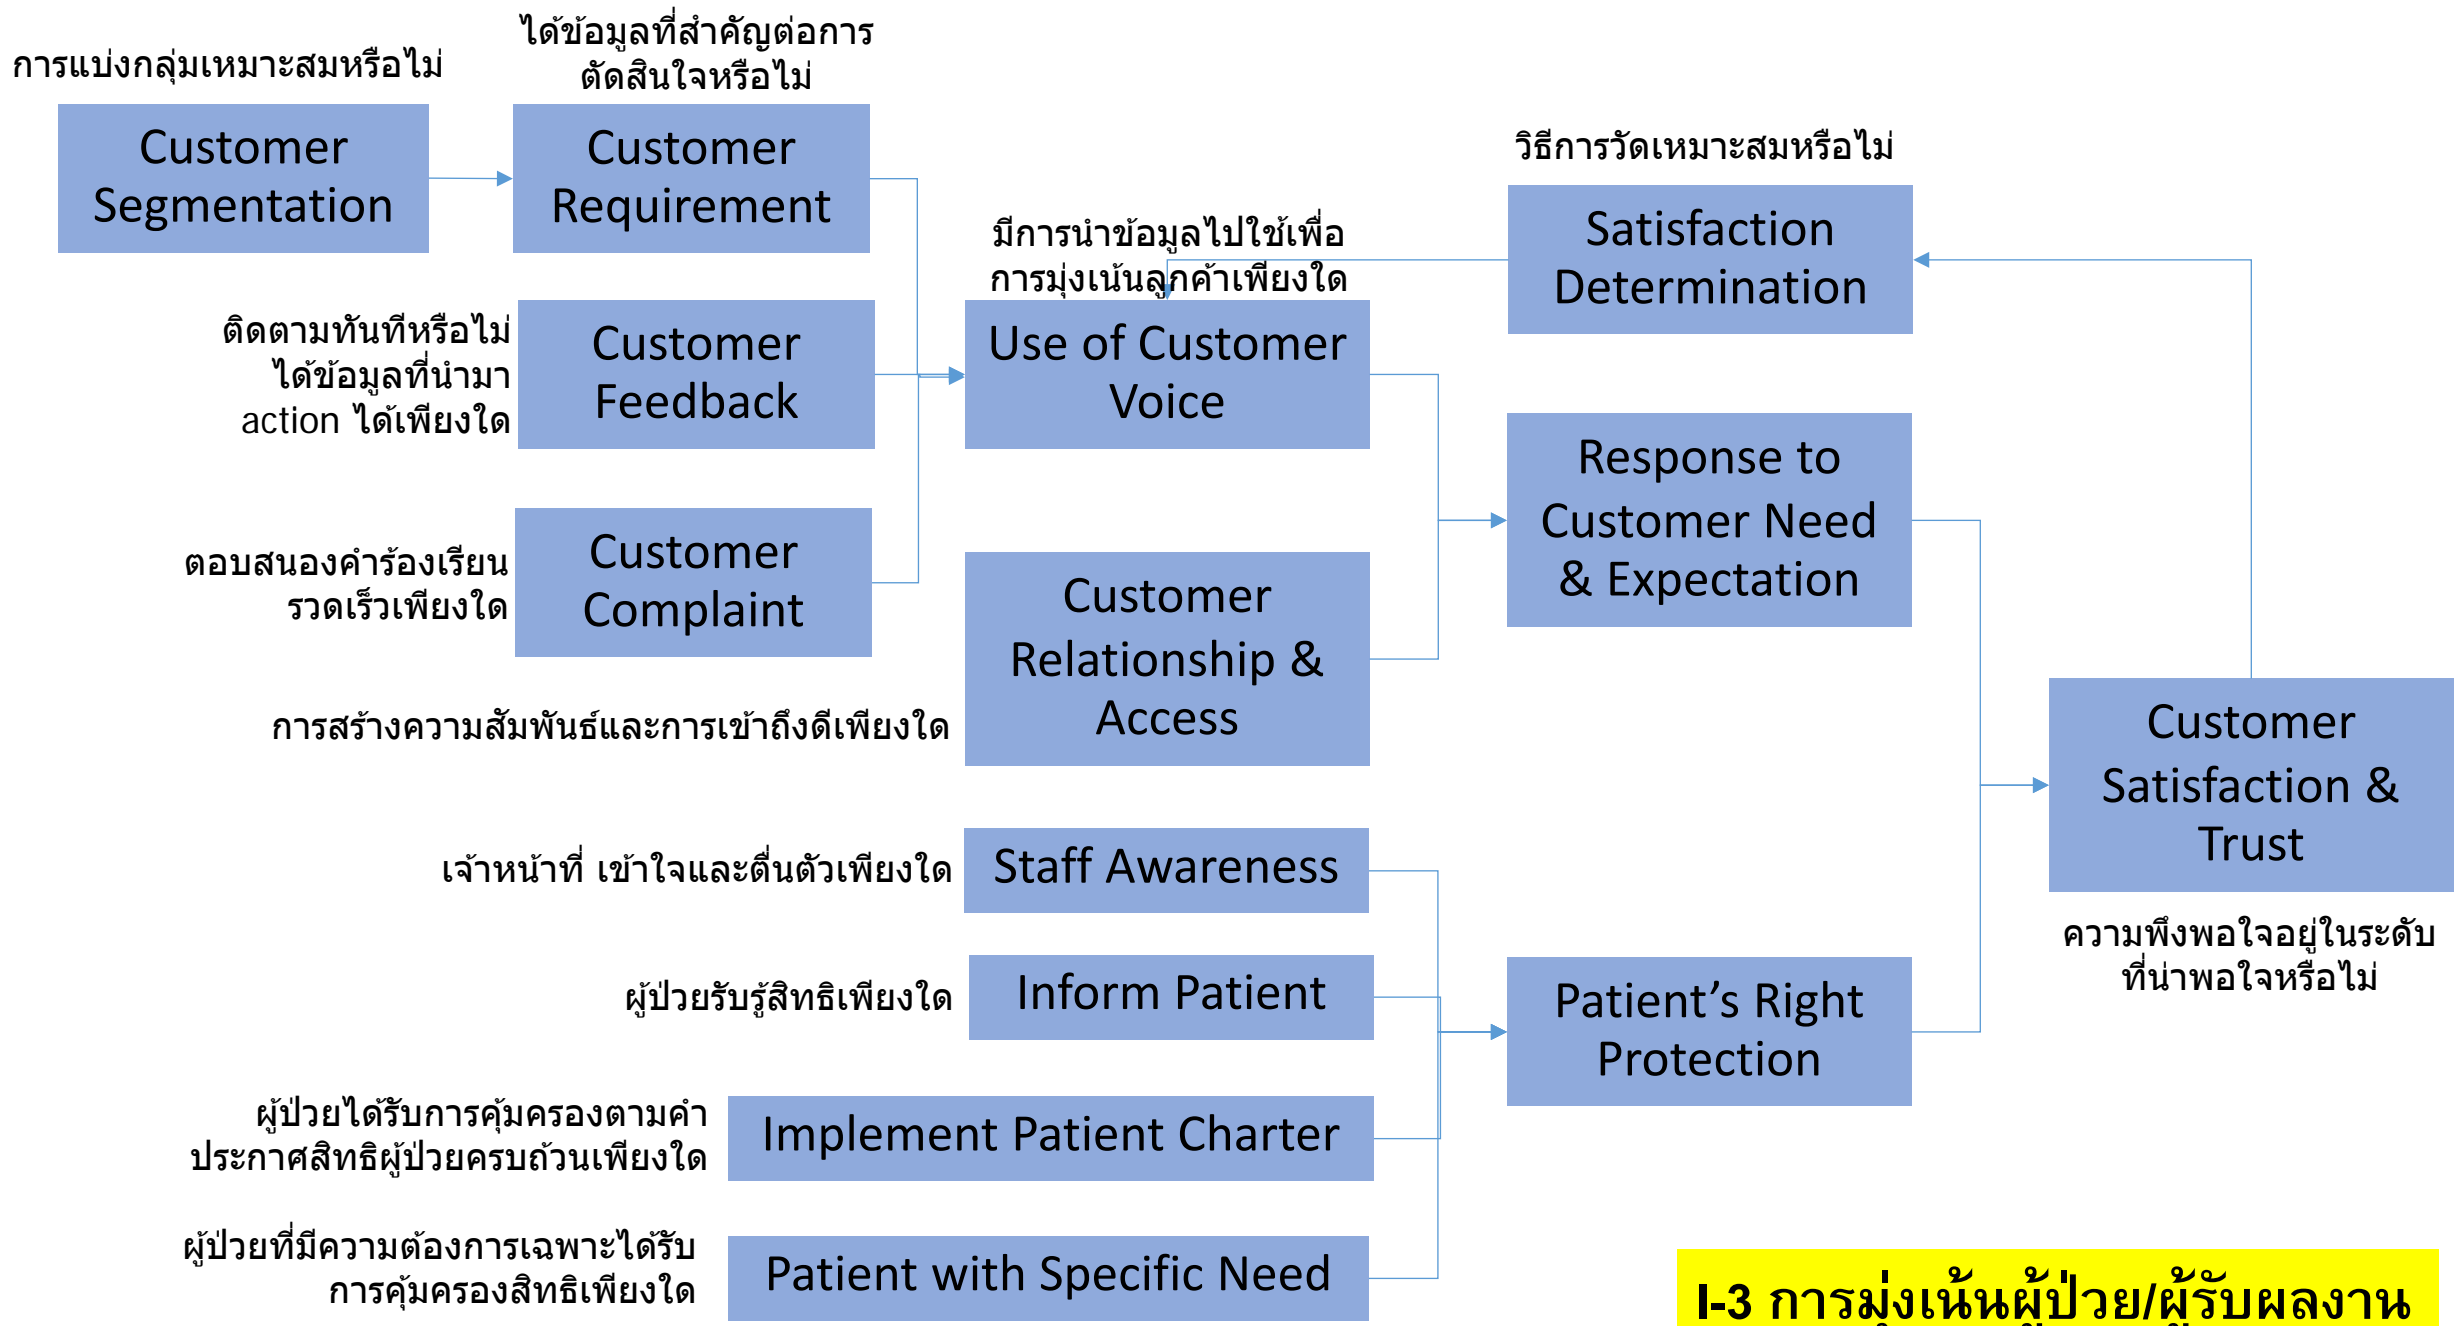 การแบ่งกลุ่มเหมาะสมหรือไม่
Customer
Segmentation
ได้ข้อมูลที่สำคัญต่อการ
ตัดสินใจหรือไม่
Customer
Requirement
ติดตามทันทีหรือไม่
ได้ข้อมูลที่นำมา
action ได้เพียงใด
Customer
Feedback
ตอบสนองคำร้องเรียน
รวดเร็วเพียงใด
Customer
Complaint
มีการนำข้อมูลไปใช้เพื่อ
การมุ่งเน้นลูกค้าเพียงใด
Use of Customer
Voice
การสร้างความสัมพันธ์และการเข้าถึงดีเพียงใด
Customer
Relationship &
Access
วิธีการวัดเหมาะสมหรือไม่
Satisfaction
Determination
Response to
Customer Need
& Expectation
เจ้าหน้าที่ เข้าใจและตื่นตัวเพียงใด
Staff Awareness
ผู้ป่วยรับรู้สิทธิเพียงใด
Inform Patient
ผู้ป่วยได้รับการคุ้มครองตามคำ
ประกาศสิทธิผู้ป่วยครบถ้วนเพียงใด
Implement Patient Charter
ผู้ป่วยที่มีความต้องการเฉพาะได้รับ
การคุ้มครองสิทธิเพียงใด
Patient with Specific Need
Patient’s Right
Protection
Customer
Satisfaction &
Trust
ความพึงพอใจอยู่ในระดับ
ที่น่าพอใจหรือไม่
I-3 การมุ่งเน้นผู้ป่วย/ผู้รับผลงาน